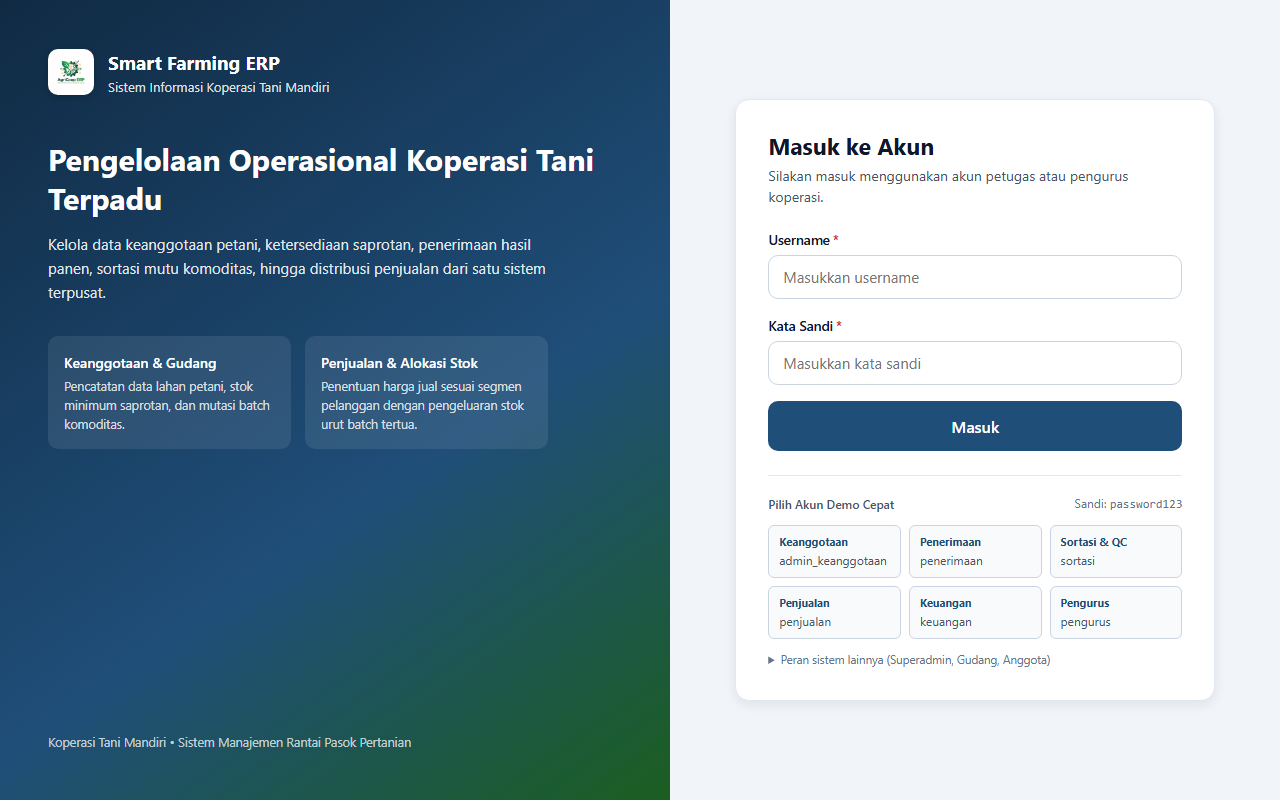 Smart Farming ERP
Sistem Informasi Koperasi Tani Mandiri
Pengelolaan Operasional Koperasi Tani
Terpadu
Kelola data keanggotaan petani, ketersediaan saprotan, penerimaan hasil
panen, sortasi mutu komoditas, hingga distribusi penjualan dari satu sistem
terpusat.
Keanggotaan & Gudang
Pencatatan data lahan petani, stok
minimum saprotan, dan mutasi batch
komoditas.
Penjualan & Alokasi Stok
Penentuan harga jual sesuai segmen
pelanggan dengan pengeluaran stok
urut batch tertua.
Koperasi Tani Mandiri • Sistem Manajemen Rantai Pasok Pertanian
Masuk ke Akun
Silakan masuk menggunakan akun petugas atau pengurus
koperasi.
Username *
Masukkan username
Kata Sandi *
Masukkan kata sandi
Masuk
Pilih Akun Demo Cepat
Sandi: password123
Keanggotaan
admin_keanggotaan
Penerimaan
penerimaan
Sortasi & QC
sortasi
Penjualan
penjualan
Keuangan
keuangan
Pengurus
pengurus
▶ Peran sistem lainnya (Superadmin, Gudang, Anggota)